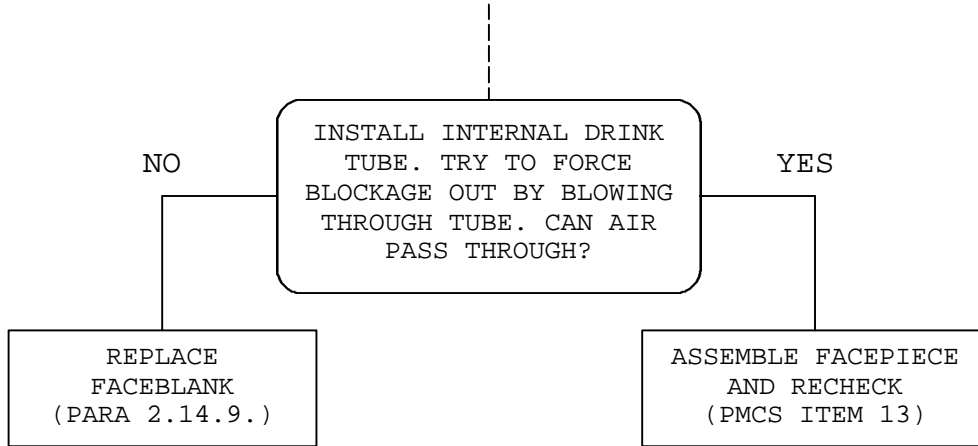 INSTALL INTERNAL DRINK
TUBE. TRY TO FORCE
BLOCKAGE OUT BY BLOWING
THROUGH TUBE. CAN AIR
PASS THROUGH?
NO
YES
REPLACE
FACEBLANK
(PARA 2.14.9.)
ASSEMBLE FACEPIECE
AND RECHECK
(PMCS ITEM 13)